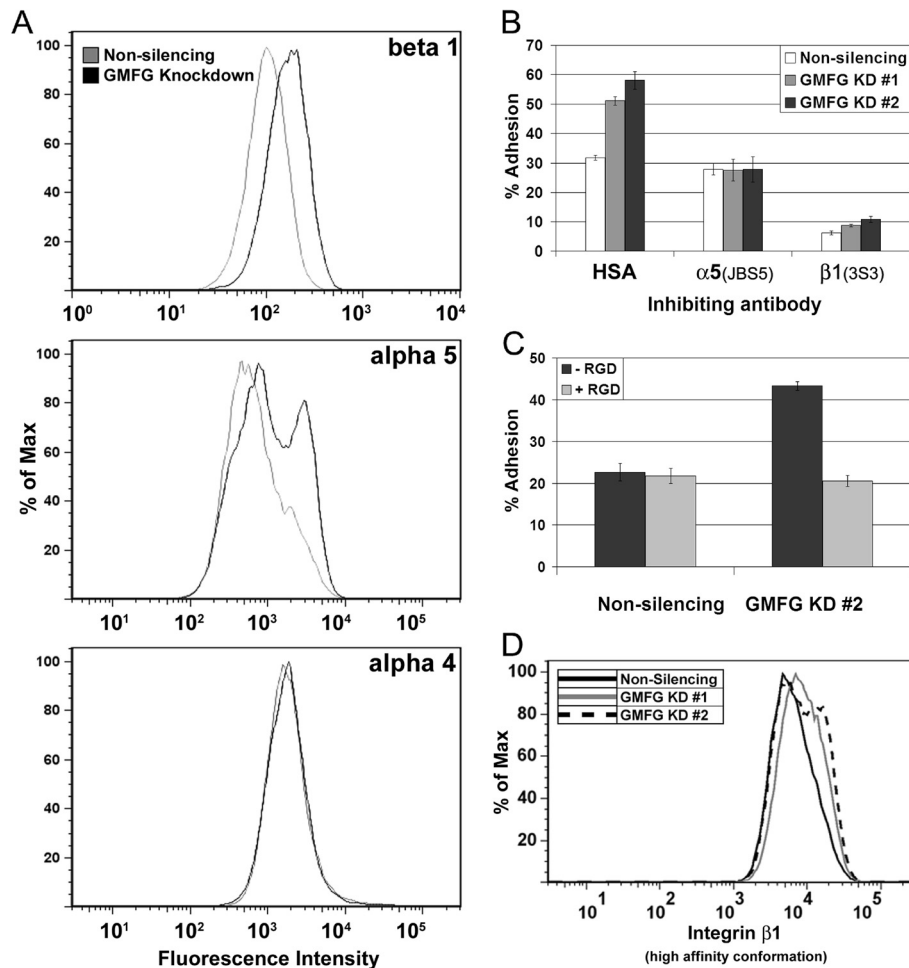 A
beta 1
Non-silencing
GMFG Knockdown
100
80
60
40
20
10⁰ 10¹ 10² 10³ 10⁴
alpha 5
100
80
60
40
20
10¹ 10² 10³ 10⁴ 10⁵
alpha 4
100
80
60
40
20
10¹ 10² 10³ 10⁴ 10⁵
% of Max
Fluorescence Intensity
B
Non-silencing
GMFG KD #1
GMFG KD #2
% Adhesion
70
60
50
40
30
20
10
0
HSA α5(JBS5) β1(3S3)
Inhibiting antibody
C
- RGD
+ RGD
% Adhesion
50
40
30
20
10
0
Non-silencing GMFG KD #2
D
Non-Silencing
GMFG KD #1
GMFG KD #2
% of Max
100
80
60
40
20
10¹ 10² 10³ 10⁴ 10⁵
Integrin β1
(high affinity conformation)